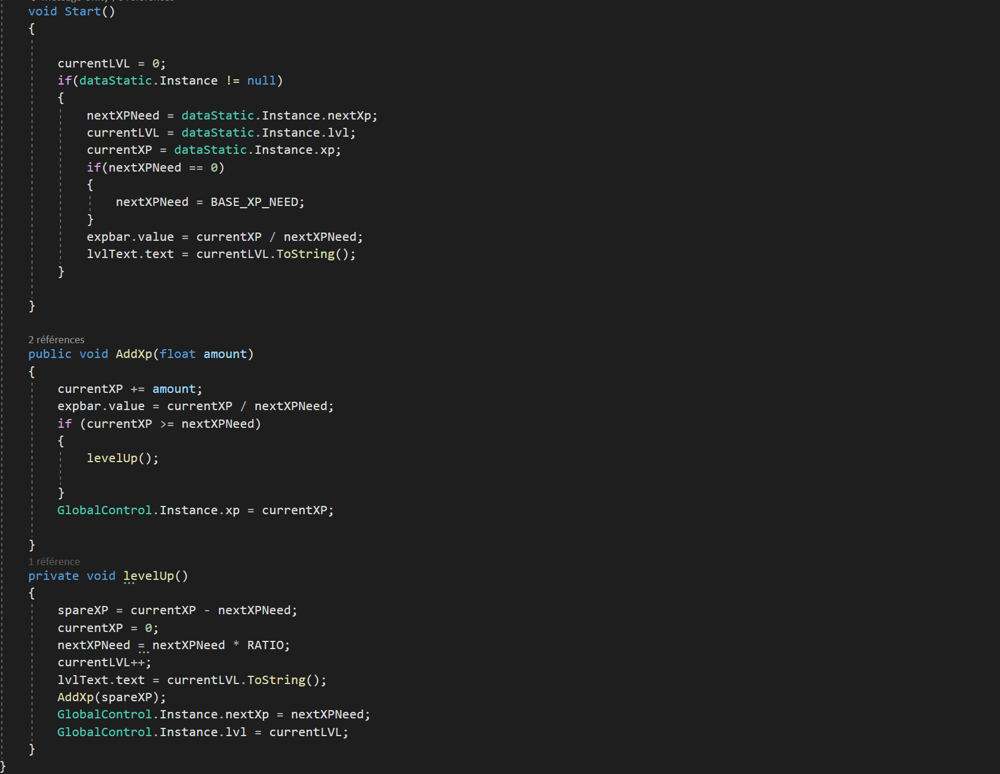 void Start()
{
currentLVL = 0;
if(dataStatic.Instance != null)
{
nextXPNeed = dataStatic.Instance.nextXp;
currentLVL = dataStatic.Instance.lvl;
currentXP = dataStatic.Instance.xp;
if(nextXPNeed == 0)
{
nextXPNeed = BASE_XP_NEED;
}
expbar.value = currentXP / nextXPNeed;
lvlText.text = currentLVL.ToString();
}
}
2 références
public void AddXp(float amount)
{
currentXP += amount;
expbar.value = currentXP / nextXPNeed;
if (currentXP >= nextXPNeed)
{
levelUp();
}
GlobalControl.Instance.xp = currentXP;
}
1 référence
private void levelUp()
{
spareXP = currentXP - nextXPNeed;
currentXP = 0;
nextXPNeed = nextXPNeed * RATIO;
currentLVL++;
lvlText.text = currentLVL.ToString();
AddXp(spareXP);
GlobalControl.Instance.nextXp = nextXPNeed;
GlobalControl.Instance.lvl = currentLVL;
}
}